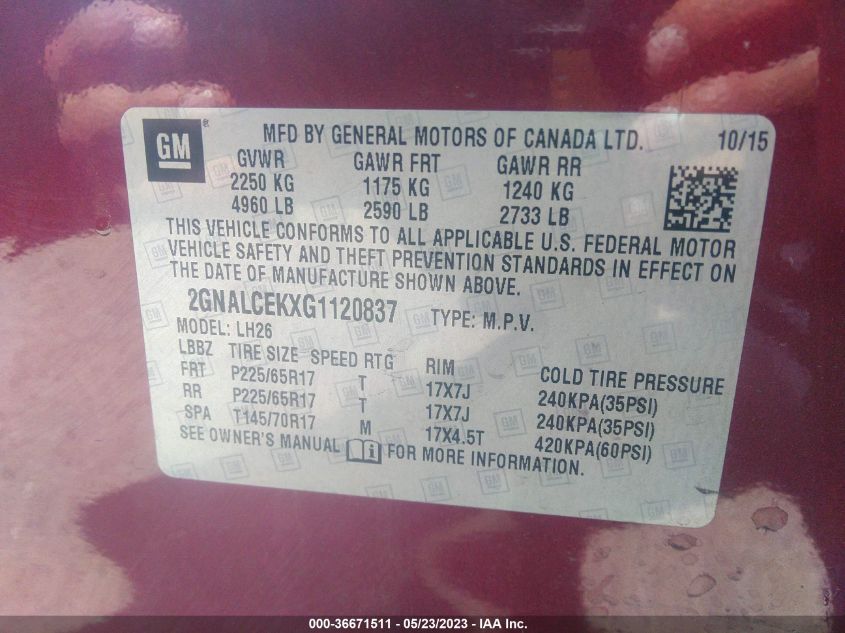 GM
MFD BY GENERAL MOTORS OF CANADA LTD. 10/15
GVWR GAWR FRT GAWR RR
2250 KG 1175 KG 1240 KG
4960 LB 2590 LB 2733 LB
THIS VEHICLE CONFORMS TO ALL APPLICABLE U.S. FEDERAL MOTOR
VEHICLE SAFETY AND THEFT PREVENTION STANDARDS IN EFFECT ON
THE DATE OF MANUFACTURE SHOWN ABOVE.
2GNALCEKXG1120837 TYPE: M.P.V.
MODEL: LH26
LBBZ TIRE SIZE SPEED RTG RIM COLD TIRE PRESSURE
FRT P225/65R17 T 17X7J 240KPA(35PSI)
RR P225/65R17 T 17X7J 240KPA(35PSI)
SPA T145/70R17 M 17X4.5T 420KPA(60PSI)
SEE OWNER'S MANUAL FOR MORE INFORMATION.
000-36671511 - 05/23/2023 - IAA Inc.